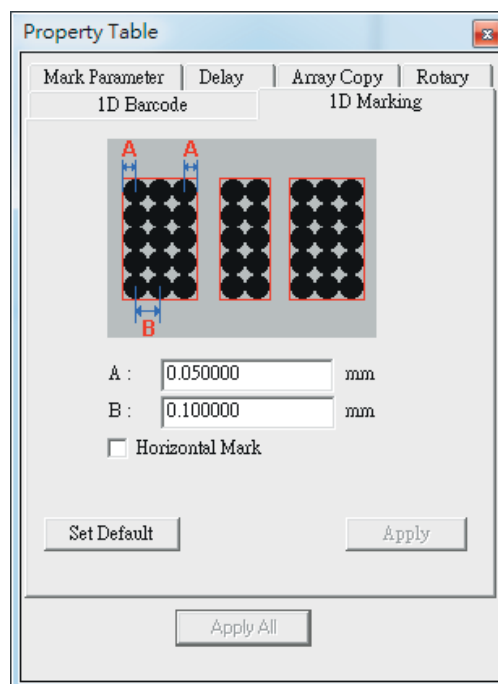 Property Table
Mark Parameter Delay Array Copy Rotary
1D Barcode 1D Marking
A A
B
A : 0.050000 mm
B : 0.100000 mm
Horizontal Mark
Set Default Apply
Apply All